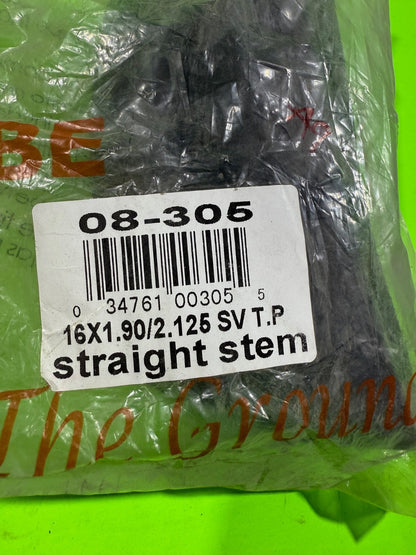 BE
08-305
0 34761 00305 5
16X1.90/2.125 SV T.P
straight stem
The Ground